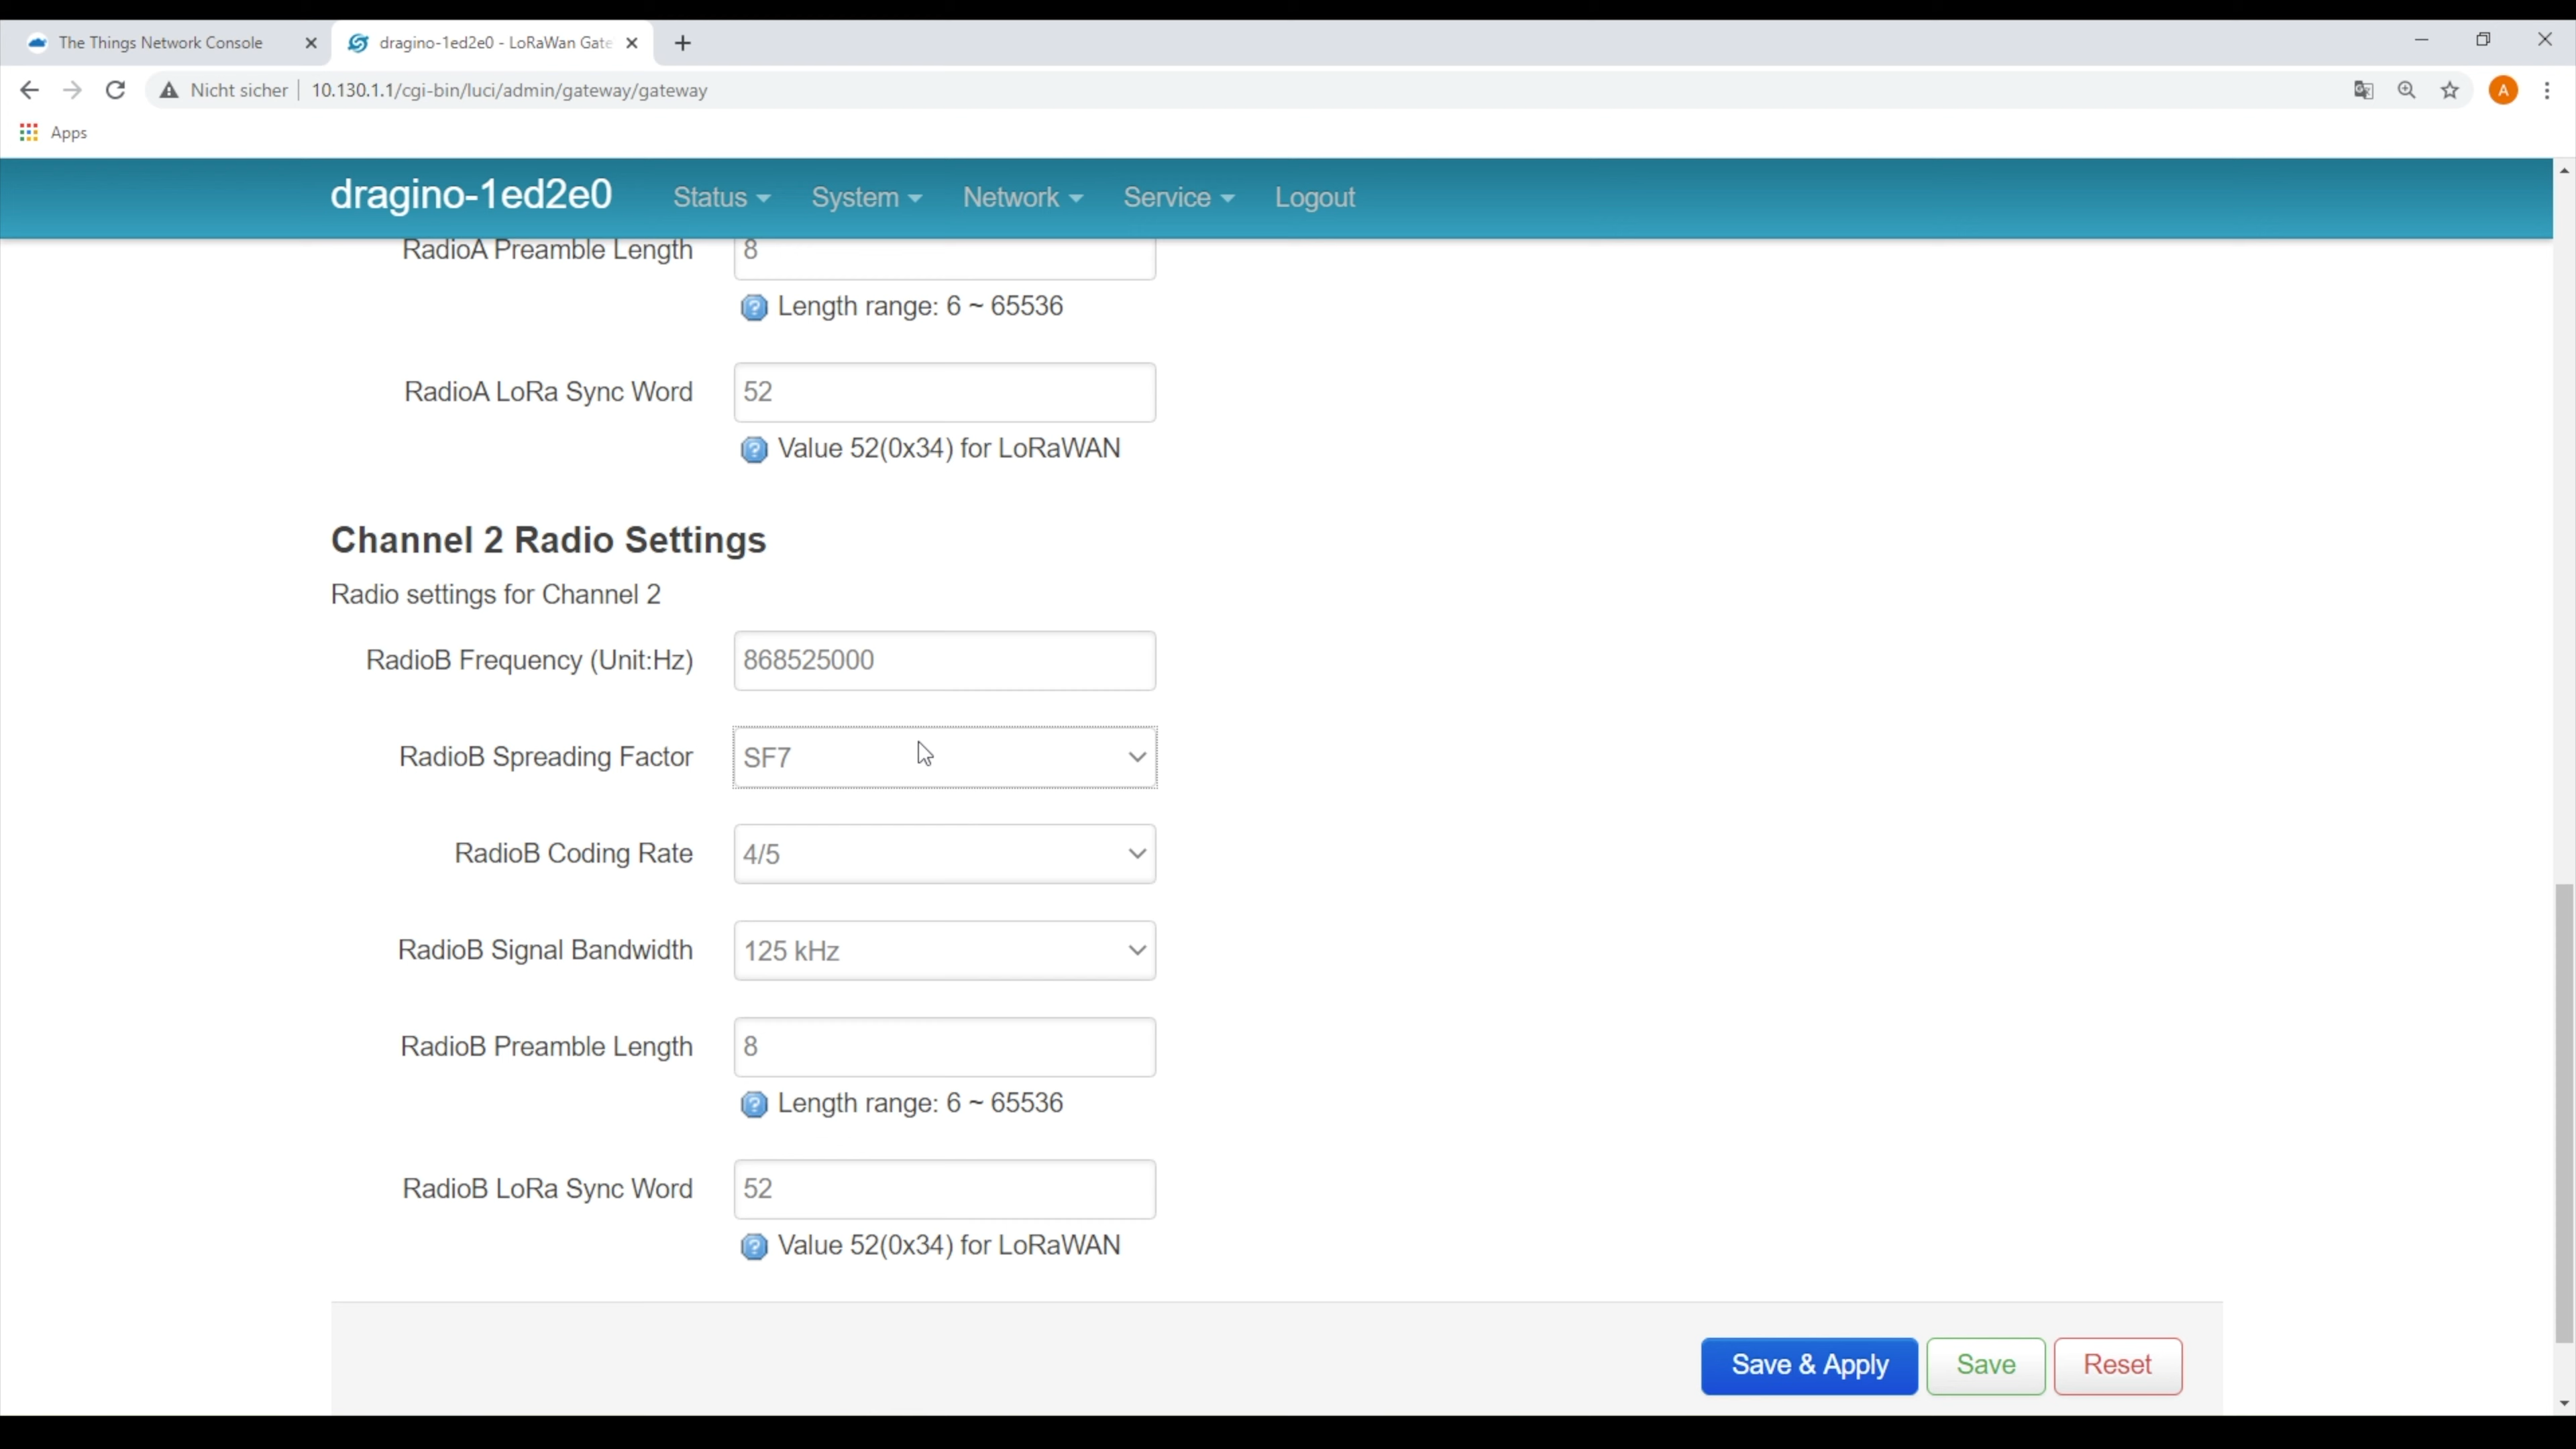 The Things Network Console
dragino-1ed2e0 - LoRaWan Gate
Nicht sicher 10.130.1.1/cgi-bin/luci/admin/gateway/gateway
A
Apps
dragino-1ed2e0 Status System Network Service Logout
RadioA Preamble Length 8
Length range: 6 ~ 65536
RadioA LoRa Sync Word 52
Value 52(0x34) for LoRaWAN
Channel 2 Radio Settings
Radio settings for Channel 2
RadioB Frequency (Unit:Hz) 868525000
RadioB Spreading Factor SF7
RadioB Coding Rate 4/5
RadioB Signal Bandwidth 125 kHz
RadioB Preamble Length 8
Length range: 6 ~ 65536
RadioB LoRa Sync Word 52
Value 52(0x34) for LoRaWAN
Save & Apply Save Reset